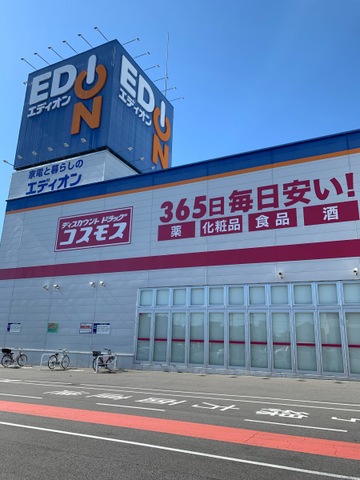 EDION
エディオン
EDION
エディオン
家電と暮らしの
エディオン
365日毎日安い!
薬 化粧品 食品 酒
ディスカウント ドラッグ
コスモス